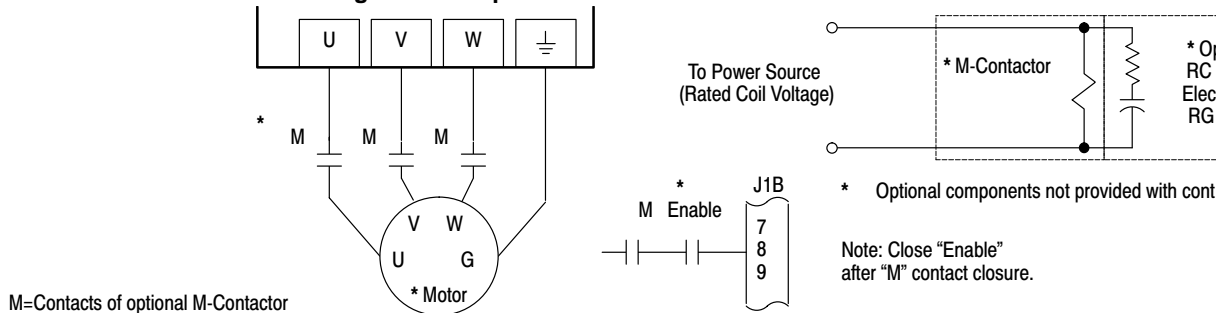 U V W
To Power Source
(Rated Coil Voltage)
* M-Contactor
RC
RG
* M M M
V W
U G
* Motor
*
M Enable
J1B
7
8
9
* Optional components not provided with
Note: Close “Enable”
after “M” contact closure.
M=Contacts of optional M-Contactor